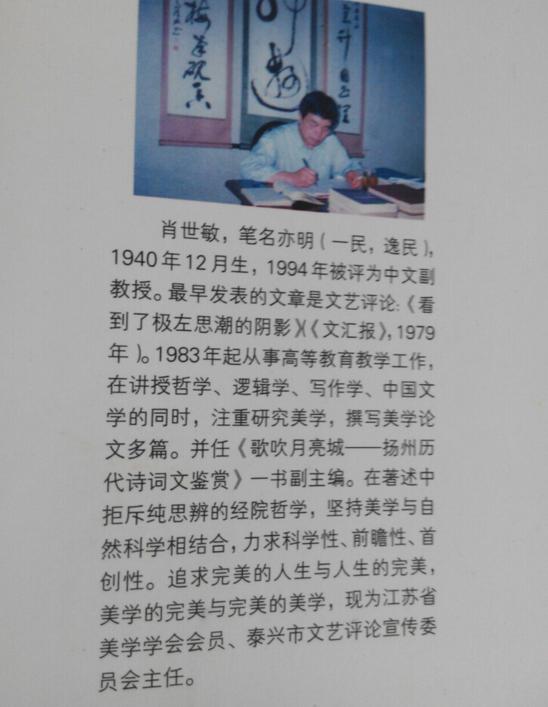 肖世敏，笔名亦明（一民，逸民），
1940年12月生，1994年被评为中文副
教授。最早发表的文章是文艺评论：《看
到了极左思潮的阴影》（《文汇报》，1979
年）。1983年起从事高等教育教学工作，
在讲授哲学、逻辑学、写作学、中国文
学的同时，注重研究美学，撰写美学论
文多篇。并任《歌吹月亮城——扬州历
代诗词文鉴赏》一书副主编。在著述中
拒斥纯思辨的经院哲学，坚持美学与自
然科学相结合，力求科学性、前瞻性、首
创性。追求完美的人生与人生的完美，
美学的完美与完美的美学，现为江苏省
美学学会会员、泰兴市文艺评论宣传委
员会主任。